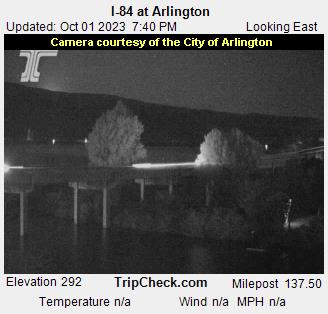 I-84 at Arlington
Updated: Oct 01 2023 7:40 PM Looking East
Camera courtesy of the City of Arlington
Elevation 292 TripCheck.com Milepost 137.50
Temperature n/a Wind n/a MPH n/a